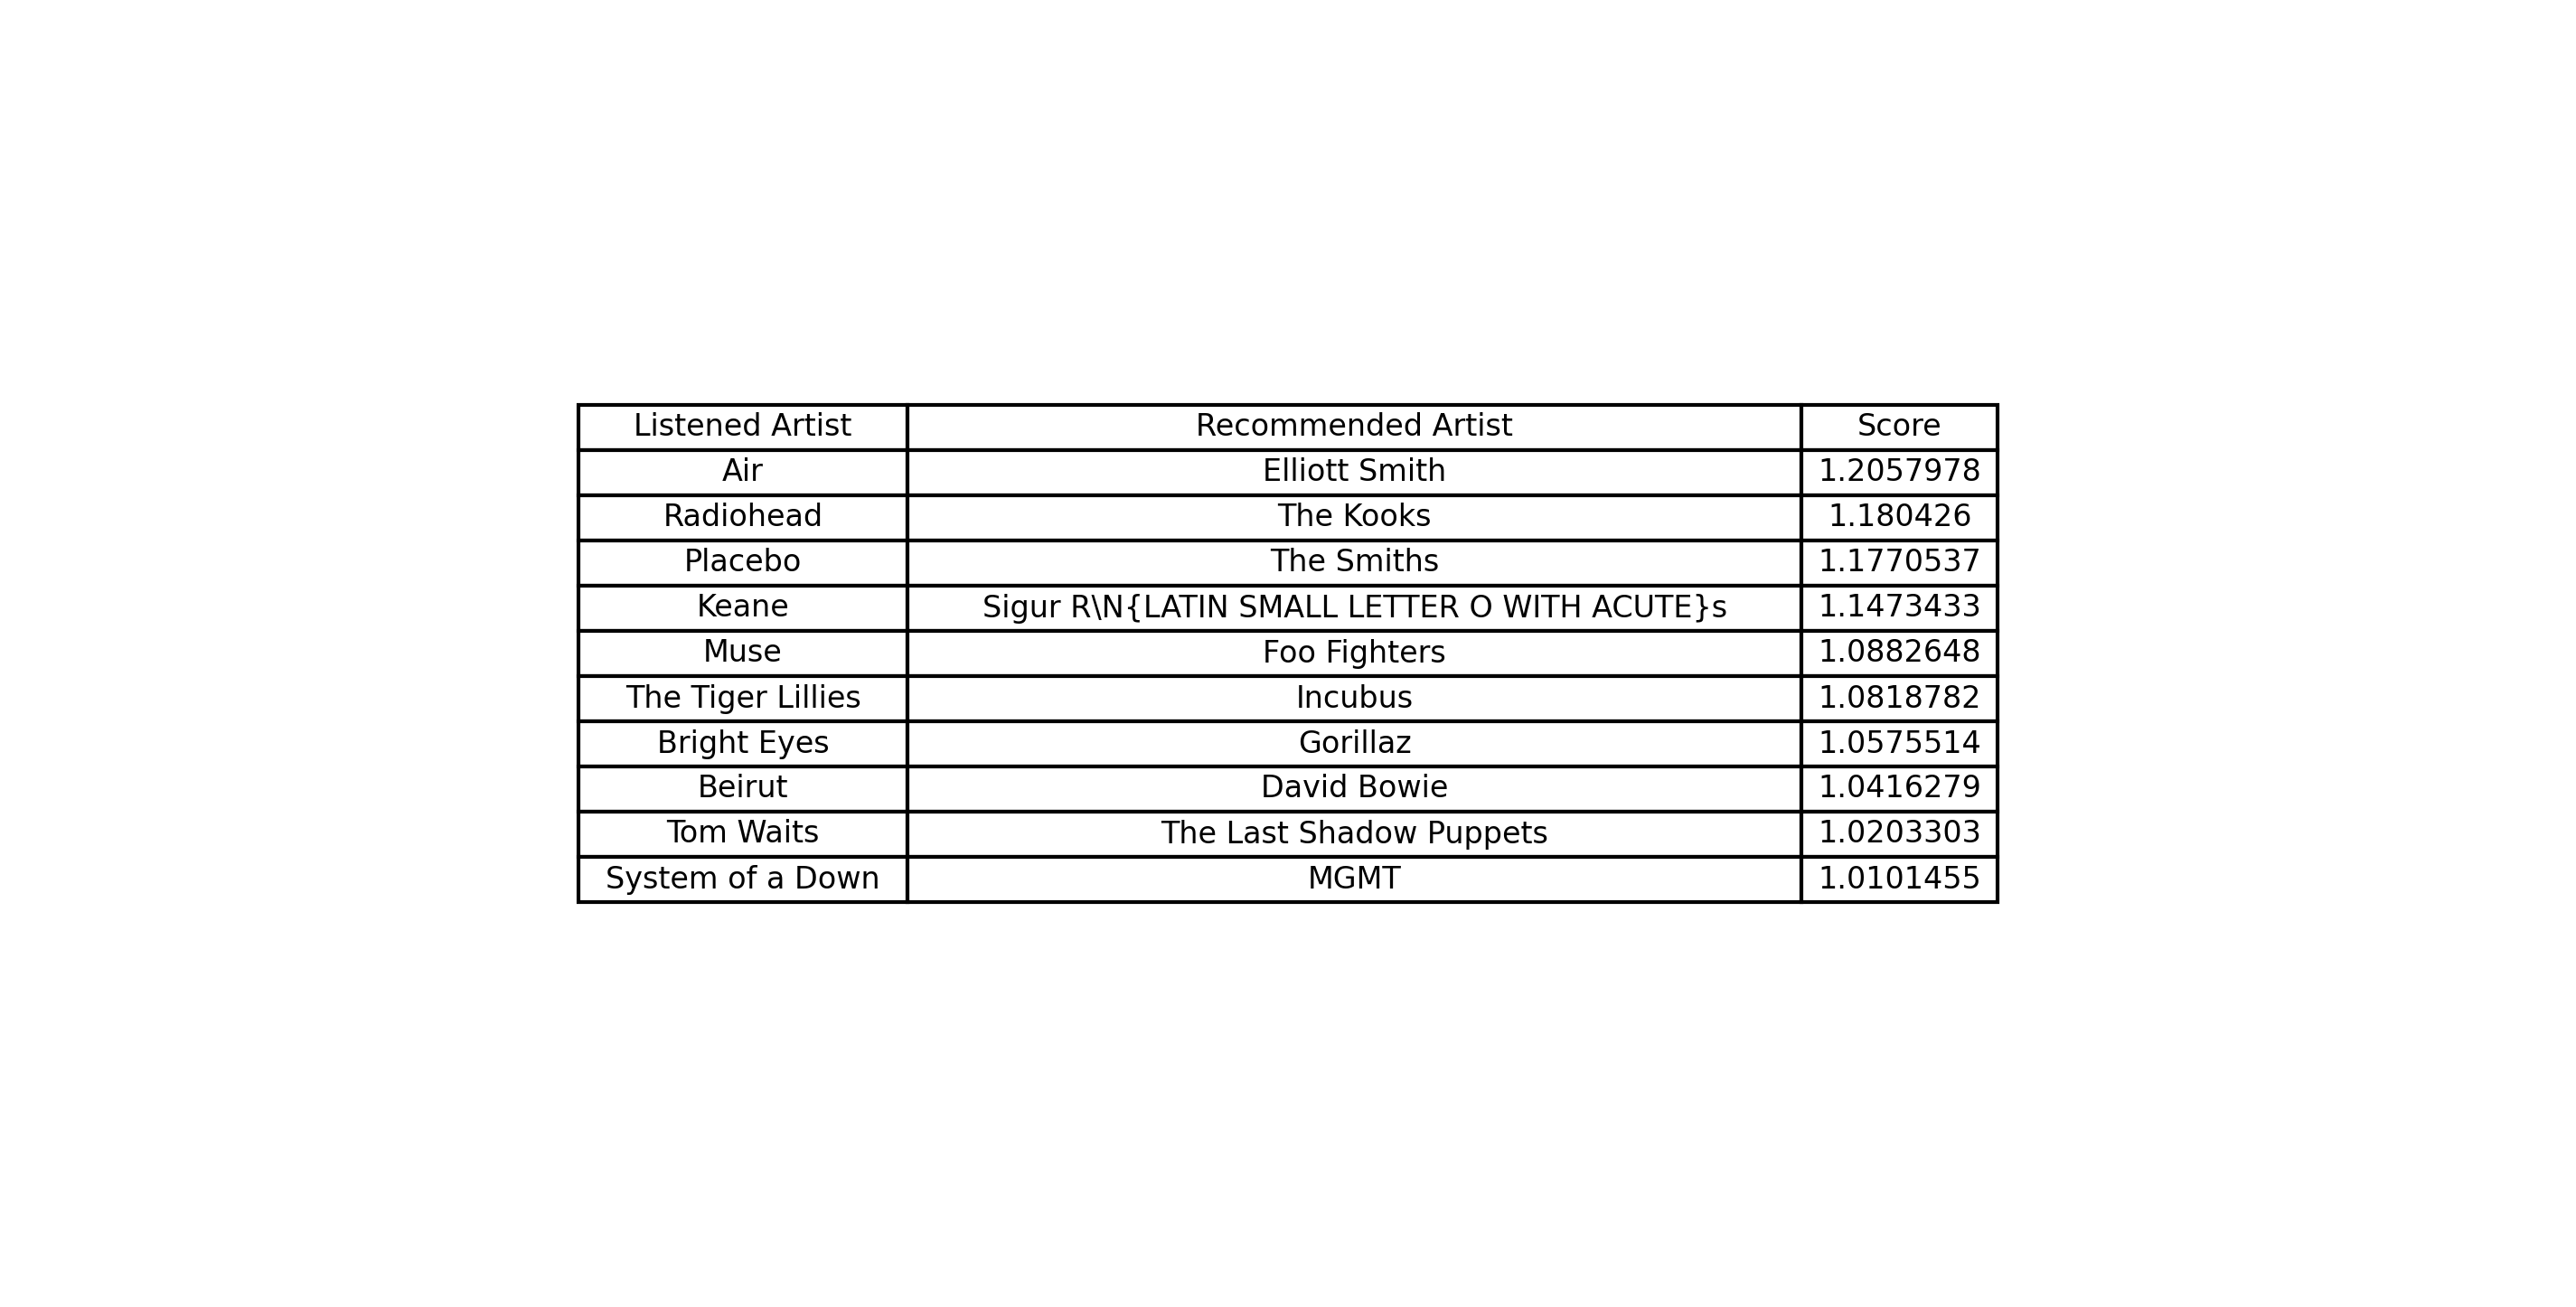 Listened Artist Recommended Artist Score
Air Elliott Smith 1.2057978
Radiohead The Kooks 1.180426
Placebo The Smiths 1.1770537
Keane Sigur R\N{LATIN SMALL LETTER O WITH ACUTE}s 1.1473433
Muse Foo Fighters 1.0882648
The Tiger Lillies Incubus 1.0818782
Bright Eyes Gorillaz 1.0575514
Beirut David Bowie 1.0416279
Tom Waits The Last Shadow Puppets 1.0203303
System of a Down MGMT 1.0101455